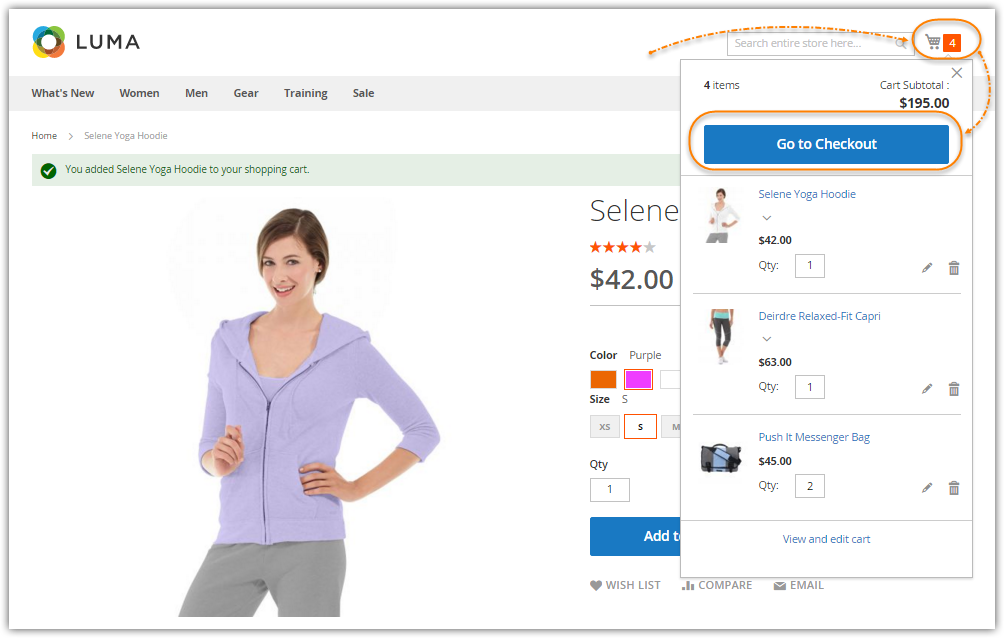 LUMA
Search entire store here...
4
What's New
Women
Men
Gear
Training
Sale
4 items
Cart Subtotal :
$195.00
Go to Checkout
Home
Selene Yoga Hoodie
You added Selene Yoga Hoodie to your shopping cart.
Selene
$42.00
Color Purple
Size S
XS
S
M
Qty
1
Add to
WISH LIST
COMPARE
EMAIL
Selene Yoga Hoodie
$42.00
Qty: 1
Deirdre Relaxed-Fit Capri
$63.00
Qty: 1
Push It Messenger Bag
$45.00
Qty: 2
View and edit cart